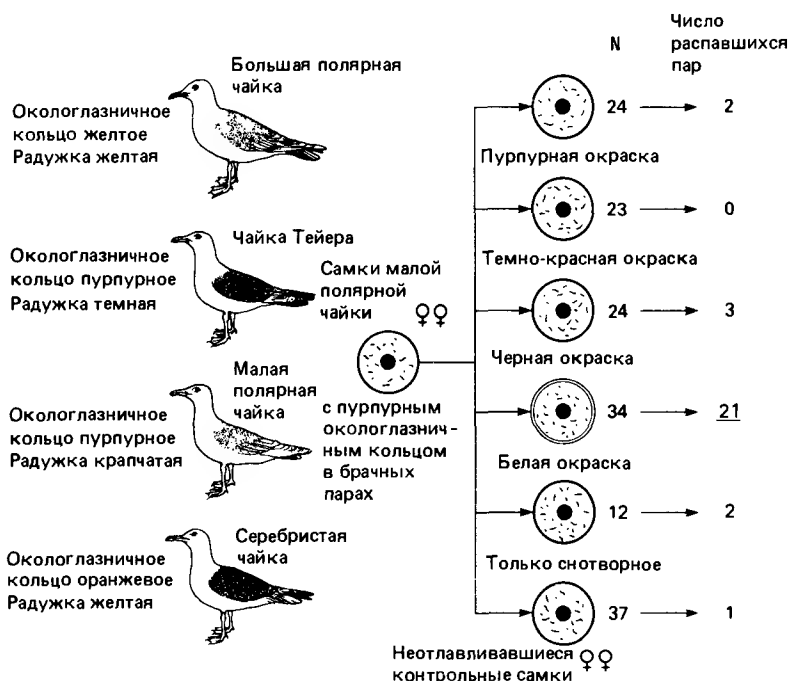 N
Число
распавшихся
пар
Большая полярная
чайка
Окологлазничное
кольцо желтое
Радужка желтая
24
2
Пурпурная окраска
23
0
Чайка Тейера
Окологлазничное
кольцо пурпурное
Радужка темная
Темно-красная окраска
Самки малой
полярной
чайки
♀♀
24
3
Черная окраска
Малая
полярная
чайка
Окологлазничное
кольцо пурпурное
Радужка крапчатая
с пурпурным
окологлазнич-
ным кольцом
в брачных
парах
34
21
Белая окраска
12
2
Серебристая
чайка
Окологлазничное
кольцо оранжевое
Радужка желтая
Только снотворное
37
1
Неотлавливавшиеся ♀♀
контрольные самки